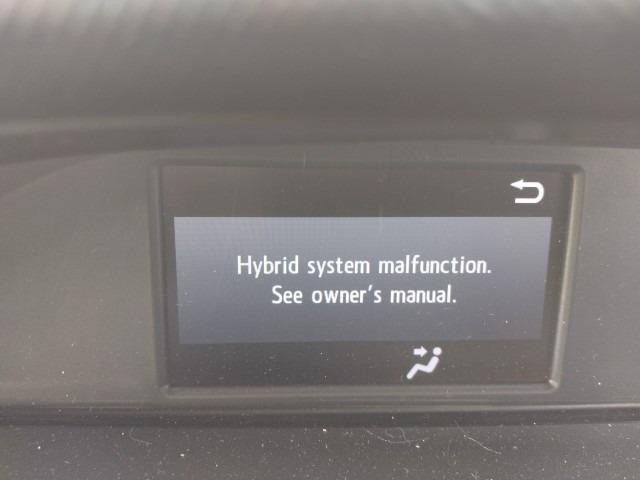 Hybrid system malfunction.
See owner's manual.